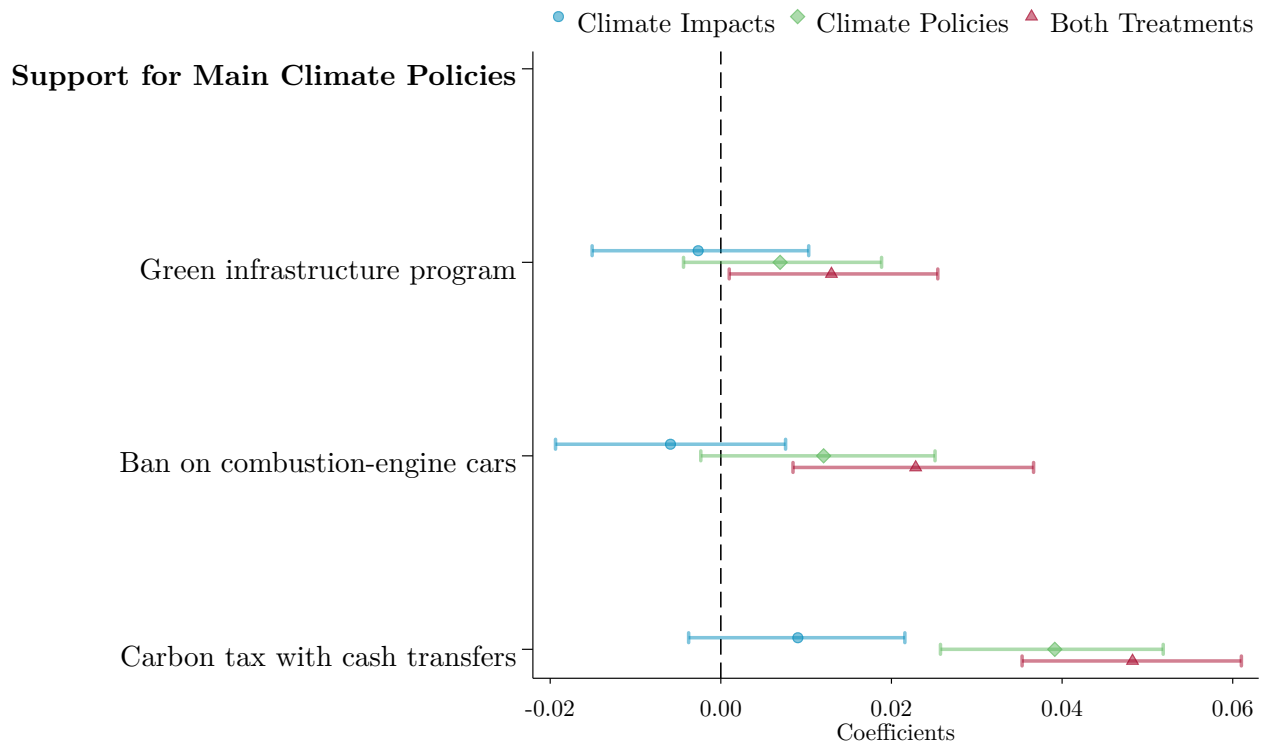 Climate Impacts Climate Policies Both Treatments
Support for Main Climate Policies
Green infrastructure program
Ban on combustion-engine cars
Carbon tax with cash transfers
-0.02 0.00 0.02 0.04 0.06
Coefficients